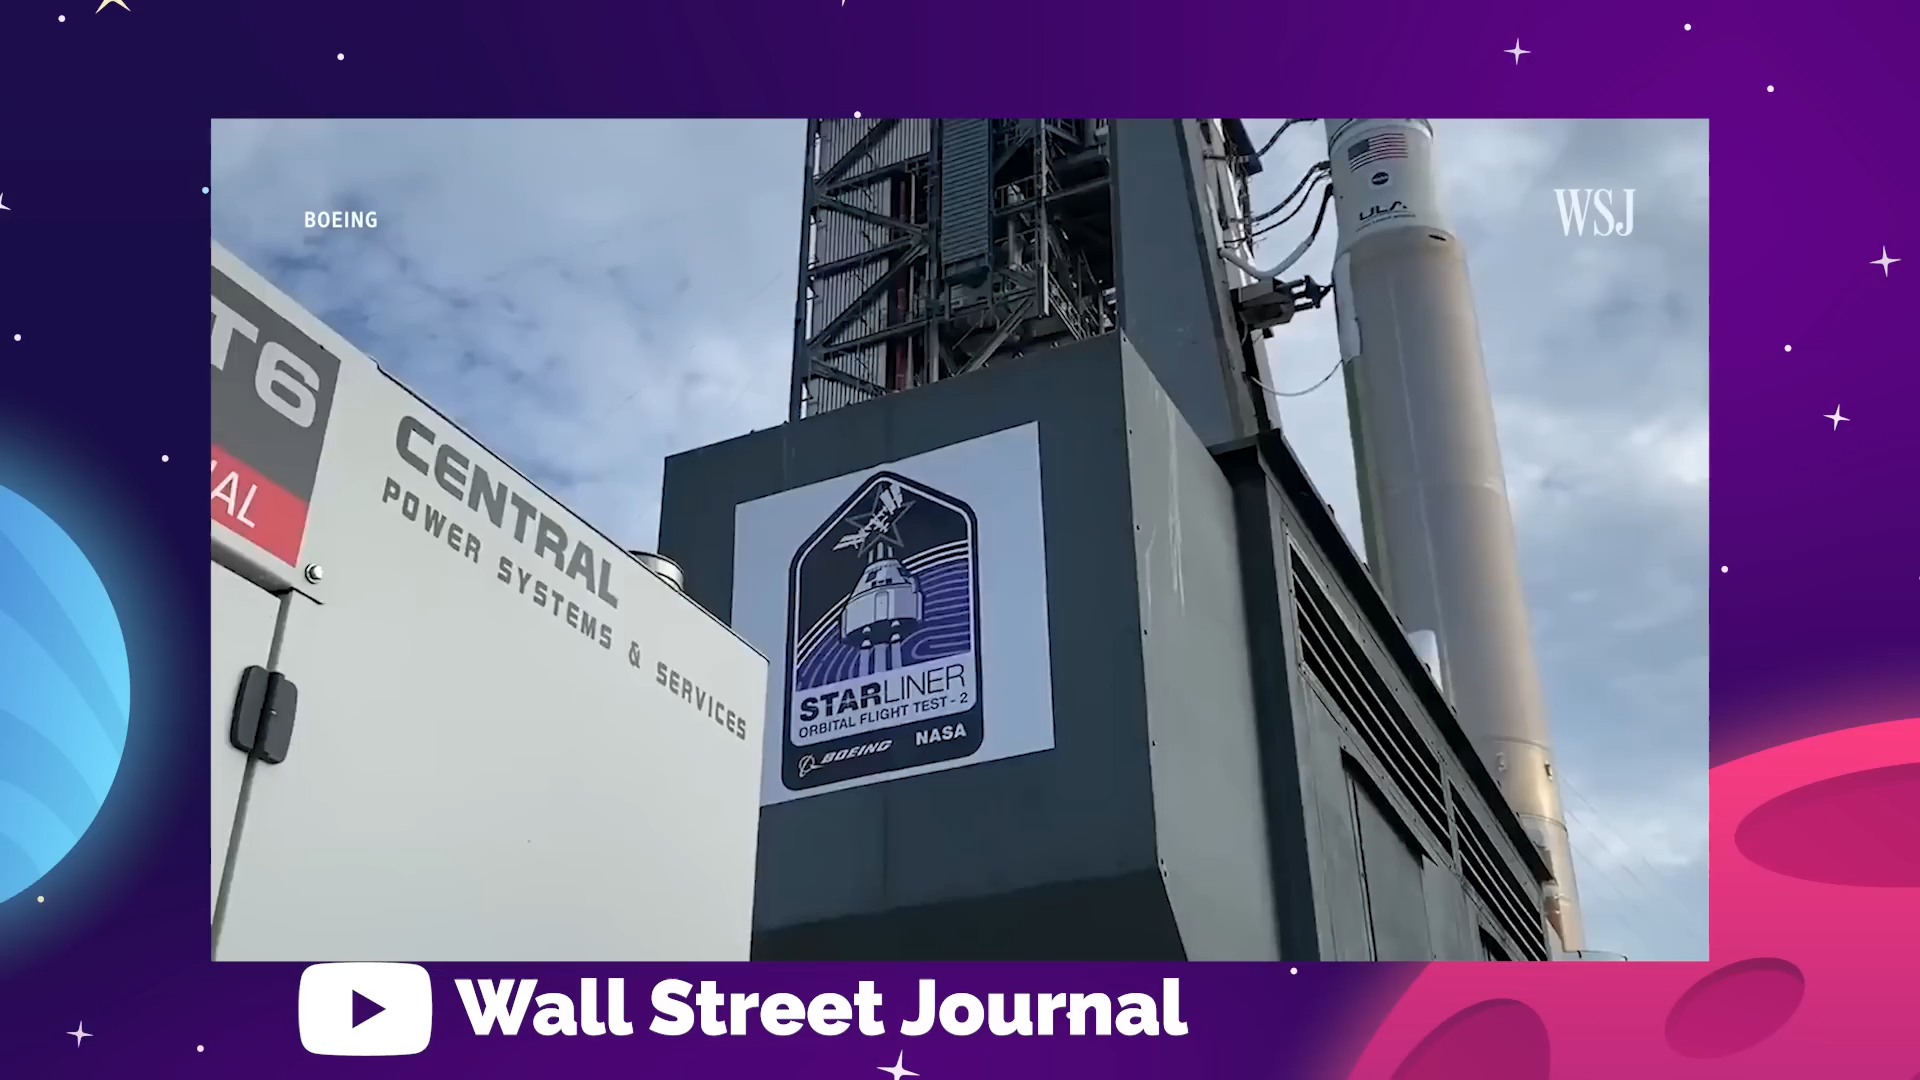 BOEING
WSJ
ULA
T6
AL
CENTRAL
POWER SYSTEMS & SERVICES
STARLINER
ORBITAL FLIGHT TEST - 2
BOEING NASA
Wall Street Journal